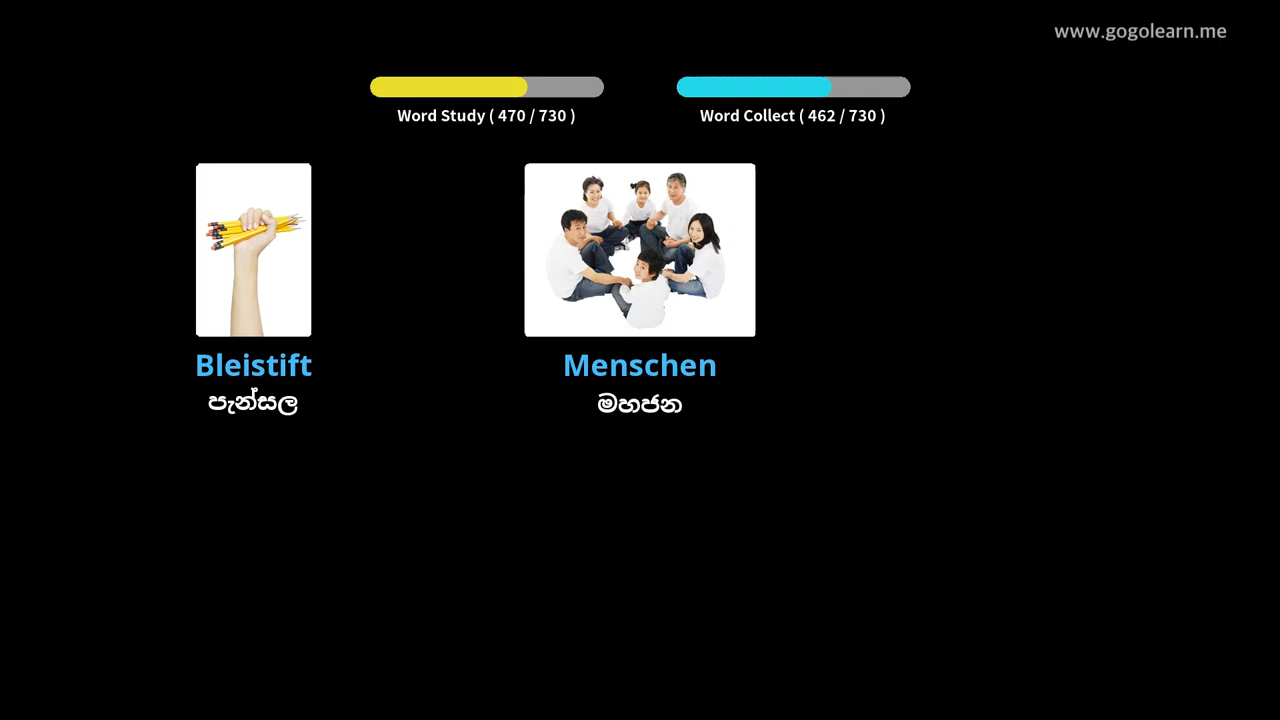 www.gogolearn.me
Word Study ( 470 / 730 )
Word Collect ( 462 / 730 )
Bleistift
පැන්සල
Menschen
මහජන